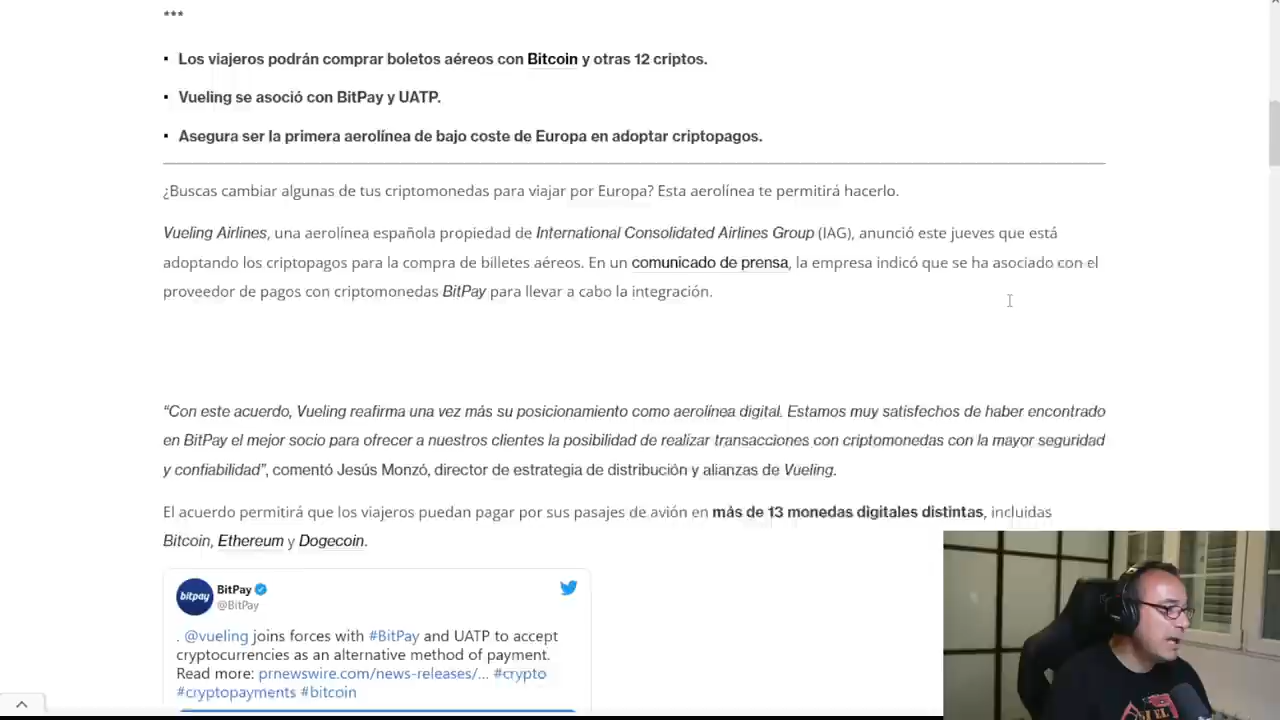 ***
▪ Los viajeros podrán comprar boletos aéreos con Bitcoin y otras 12 criptos.
▪ Vueling se asoció con BitPay y UATP.
▪ Asegura ser la primera aerolínea de bajo coste de Europa en adoptar criptopagos.
¿Buscas cambiar algunas de tus criptomonedas para viajar por Europa? Esta aerolínea te permitirá hacerlo.
Vueling Airlines, una aerolínea española propiedad de International Consolidated Airlines Group (IAG), anunció este jueves que está
adoptando los criptopagos para la compra de billetes aéreos. En un comunicado de prensa, la empresa indicó que se ha asociado con el
proveedor de pagos con criptomonedas BitPay para llevar a cabo la integración.
“Con este acuerdo, Vueling reafirma una vez más su posicionamiento como aerolínea digital. Estamos muy satisfechos de haber encontrado
en BitPay el mejor socio para ofrecer a nuestros clientes la posibilidad de realizar transacciones con criptomonedas con la mayor seguridad
y confiabilidad”, comentó Jesús Monzó, director de estrategia de distribución y alianzas de Vueling.
El acuerdo permitirá que los viajeros puedan pagar por sus pasajes de avión en más de 13 monedas digitales distintas, incluidas
Bitcoin, Ethereum y Dogecoin.
bitpay
BitPay
@BitPay
. @vueling joins forces with #BitPay and UATP to accept
cryptocurrencies as an alternative method of payment.
Read more: prnewswire.com/news-releases/... #crypto
#cryptopayments #bitcoin